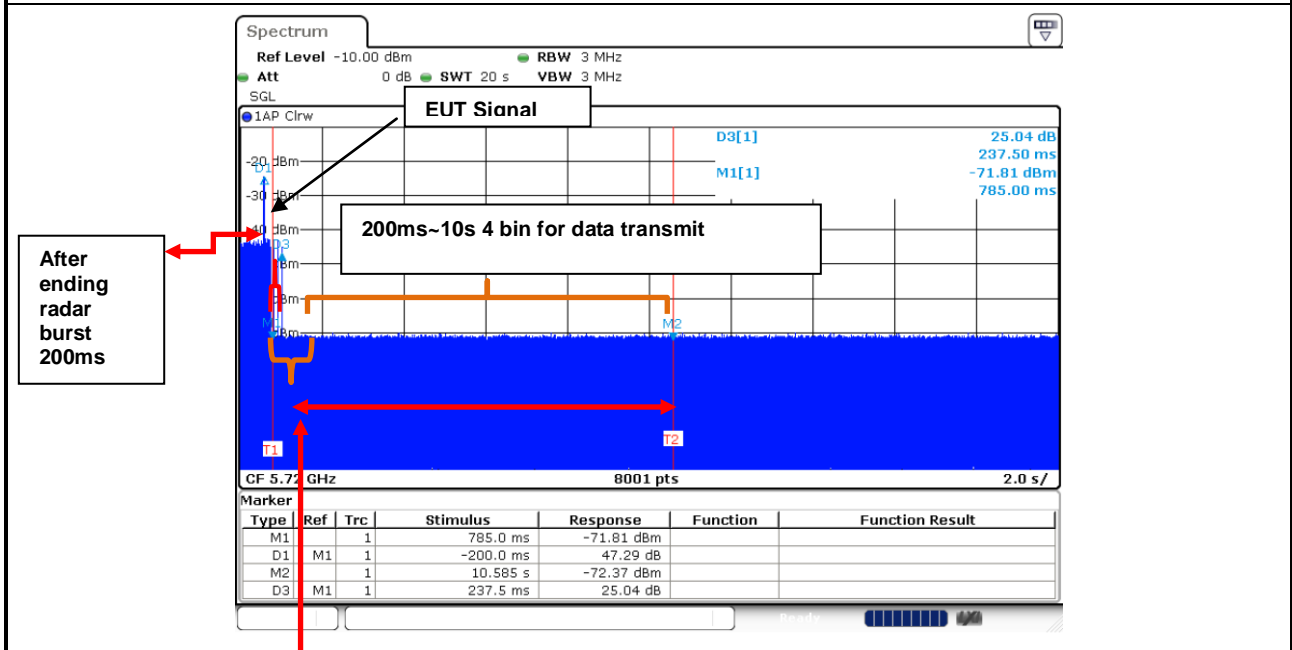 Spectrum
Ref Level -10.00 dBm RBW 3 MHz
Att 0 dB SWT 20 s VBW 3 MHz
SGL
1AP Clrw
EUT Signal
D3[1] 25.04 dB
237.50 ms
M1[1] -71.81 dBm
785.00 ms
-20 dBm
D1
-30 dBm
200ms~10s 4 bin for data transmit
-40 dBm
D3
dBm
dBm
dBm
M2
After
ending
radar
burst
200ms
T1
T2
CF 5.72 GHz 8001 pts 2.0 s/
Marker
Type Ref Trc Stimulus Response Function Function Result
M1 1 785.0 ms -71.81 dBm
D1 M1 1 -200.0 ms 47.29 dB
M2 1 10.585 s -72.37 dBm
D3 M1 1 237.5 ms 25.04 dB
Ready